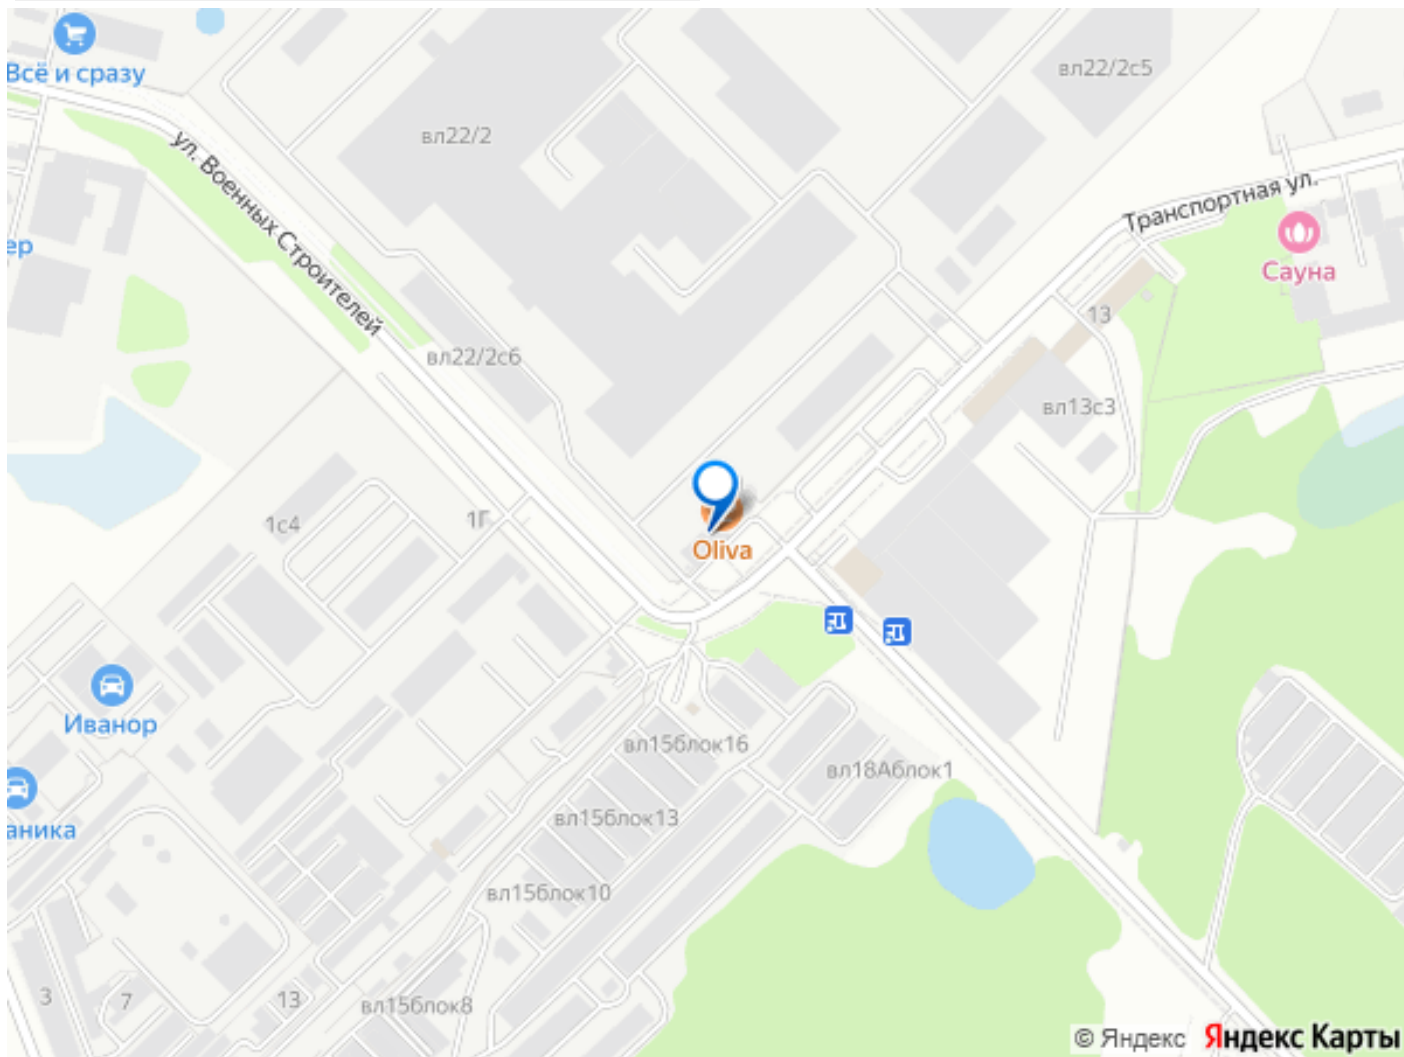 Всё и сразу
вл22/2с5
вл22/2
ул. Военных Строителей
Транспортная ул.
ер
Сауна
13
вл22/2с6
вл13с3
1с4
1Г
Oliva
Иванор
вл15блок16
вл18Аблок1
вл15блок13
аника
вл15блок10
3
7
13
вл15блок8
© Яндекс Яндекс Карты